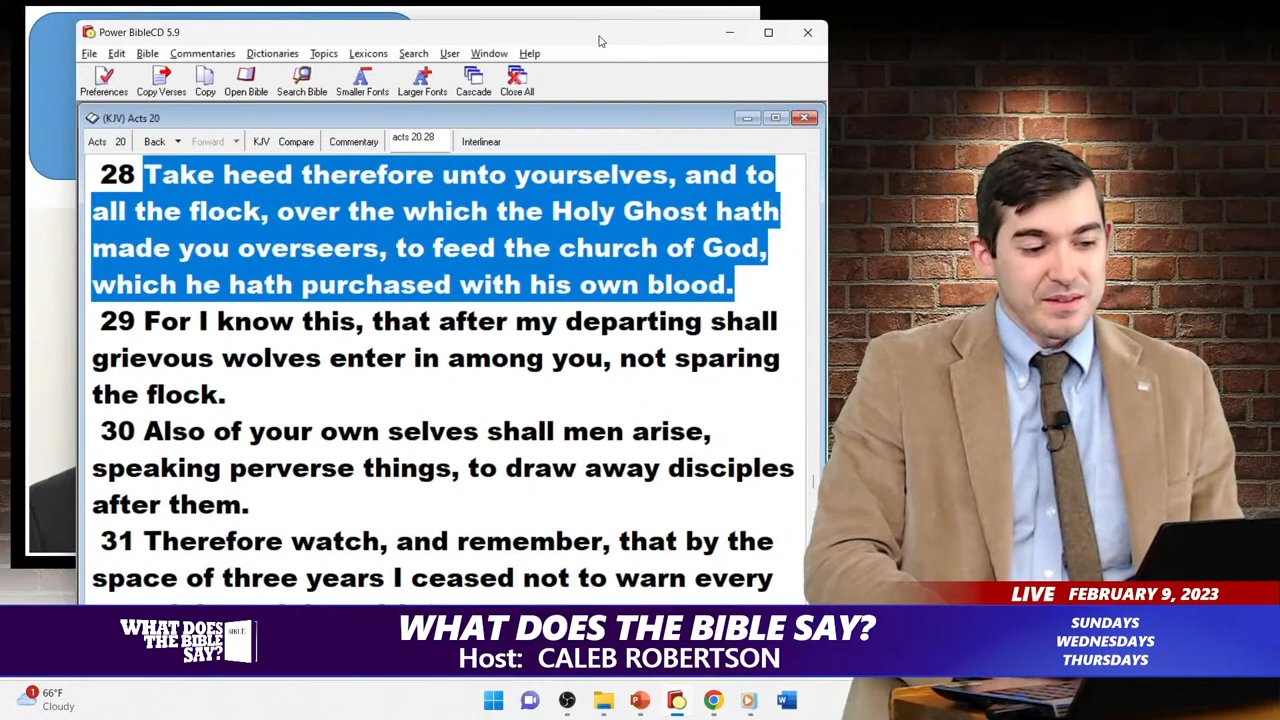 Power BibleCD 5.9
File Edit Bible Commentaries Dictionaries Topics Lexicons Search User Window Help
Preferences Copy Verses Copy Open Bible Search Bible Smaller Fonts Larger Fonts Cascade Close All
(KJV) Acts 20
Acts 20 Back Forward KJV Compare Commentary acts 20.28 Interlinear
28 Take heed therefore unto yourselves, and to
all the flock, over the which the Holy Ghost hath
made you overseers, to feed the church of God,
which he hath purchased with his own blood.
29 For I know this, that after my departing shall
grievous wolves enter in among you, not sparing
the flock.
30 Also of your own selves shall men arise,
speaking perverse things, to draw away disciples
after them.
31 Therefore watch, and remember, that by the
space of three years I ceased not to warn every
LIVE FEBRUARY 9, 2023
WHAT DOES
THE BIBLE
SAY?
BIBLE
WHAT DOES THE BIBLE SAY?
Host: CALEB ROBERTSON
SUNDAYS
WEDNESDAYS
THURSDAYS
1
66°F
Cloudy